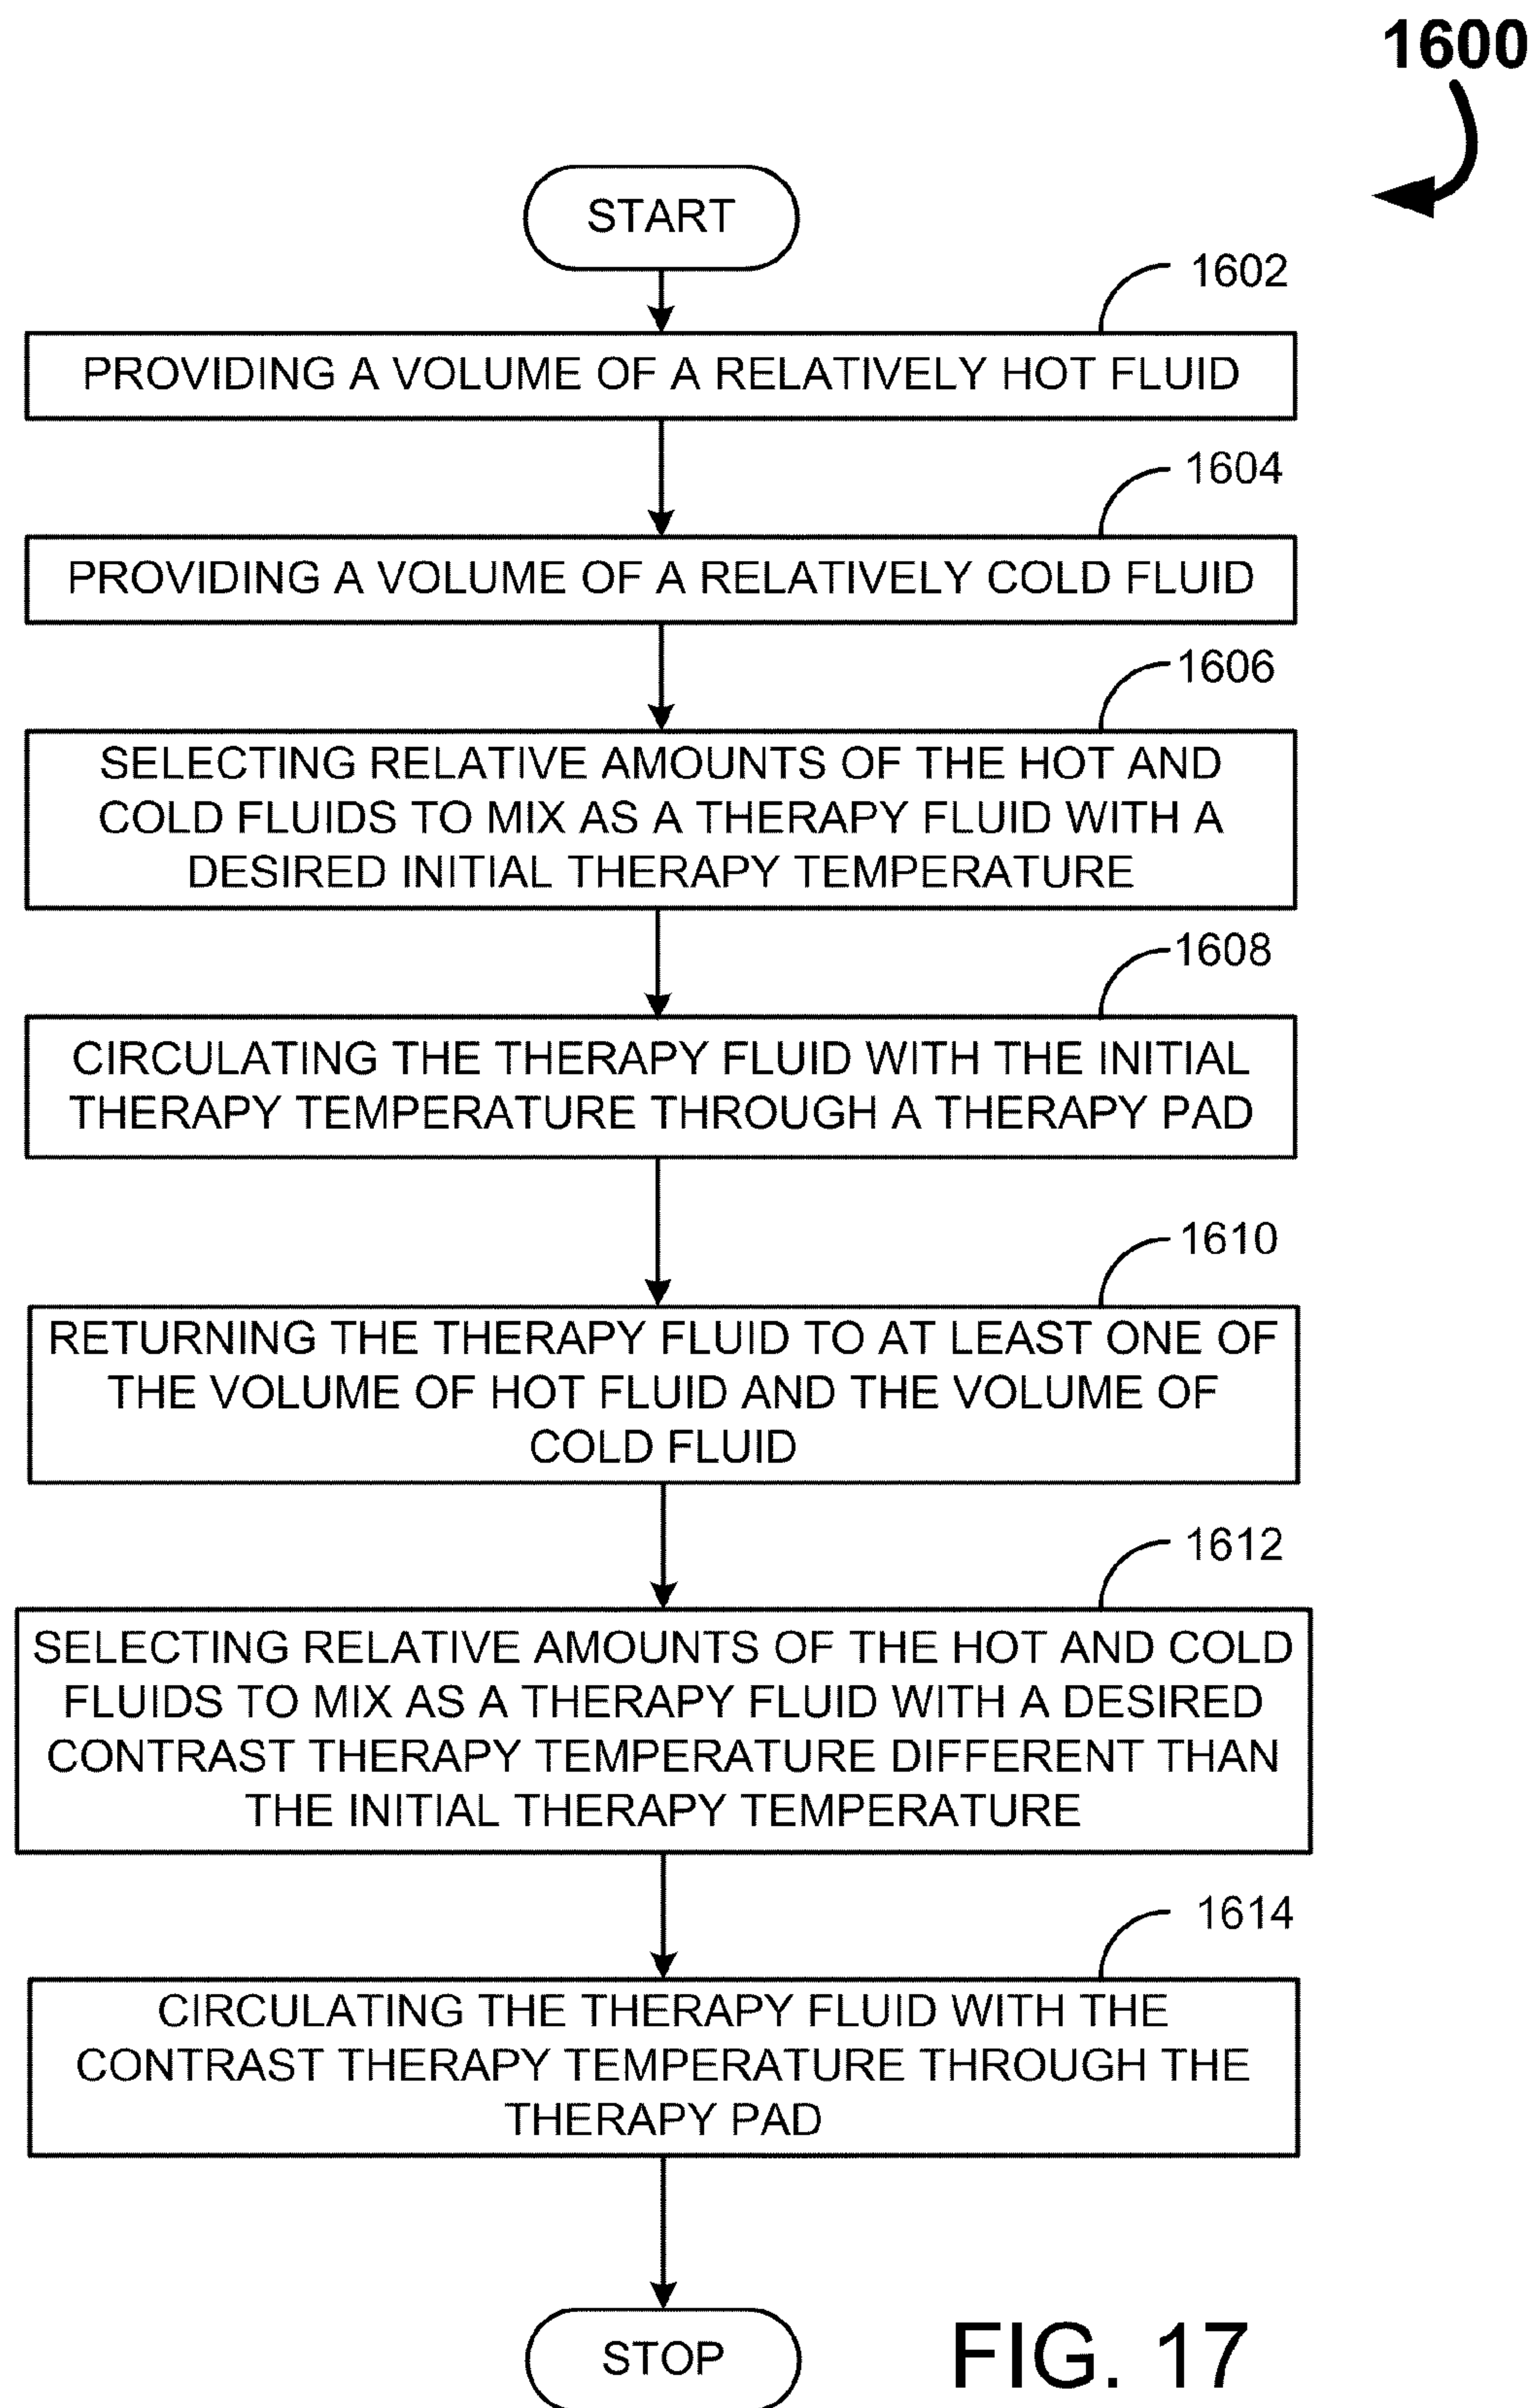 1600
START
1602
PROVIDING A VOLUME OF A RELATIVELY HOT FLUID
1604
PROVIDING A VOLUME OF A RELATIVELY COLD FLUID
1606
SELECTING RELATIVE AMOUNTS OF THE HOT AND
COLD FLUIDS TO MIX AS A THERAPY FLUID WITH A
DESIRED INITIAL THERAPY TEMPERATURE
1608
CIRCULATING THE THERAPY FLUID WITH THE INITIAL
THERAPY TEMPERATURE THROUGH A THERAPY PAD
1610
RETURNING THE THERAPY FLUID TO AT LEAST ONE OF
THE VOLUME OF HOT FLUID AND THE VOLUME OF
COLD FLUID
1612
SELECTING RELATIVE AMOUNTS OF THE HOT AND COLD
FLUIDS TO MIX AS A THERAPY FLUID WITH A DESIRED
CONTRAST THERAPY TEMPERATURE DIFFERENT THAN
THE INITIAL THERAPY TEMPERATURE
1614
CIRCULATING THE THERAPY FLUID WITH THE
CONTRAST THERAPY TEMPERATURE THROUGH THE
THERAPY PAD
STOP
FIG. 17